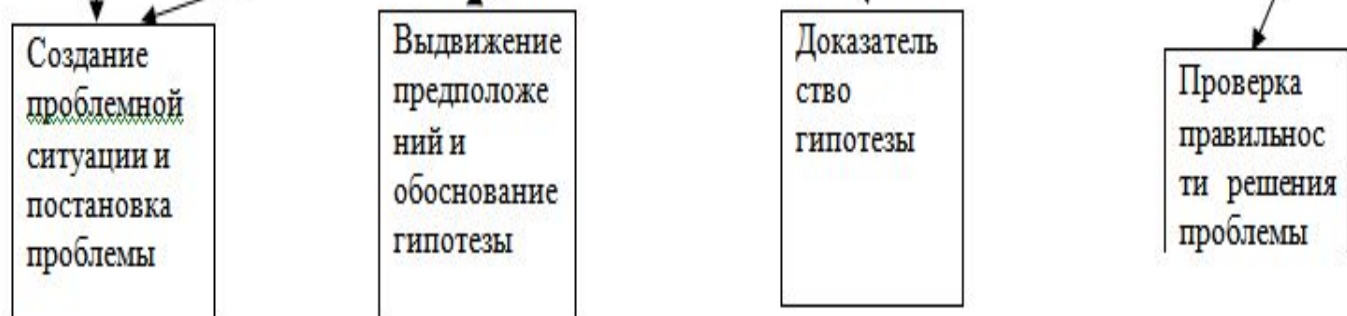 Создание
проблемной
ситуации и
постановка
проблемы
Выдвижение
предположе
ний и
обоснование
гипотезы
Доказатель
ство
гипотезы
Проверка
правильнос
ти решения
проблемы